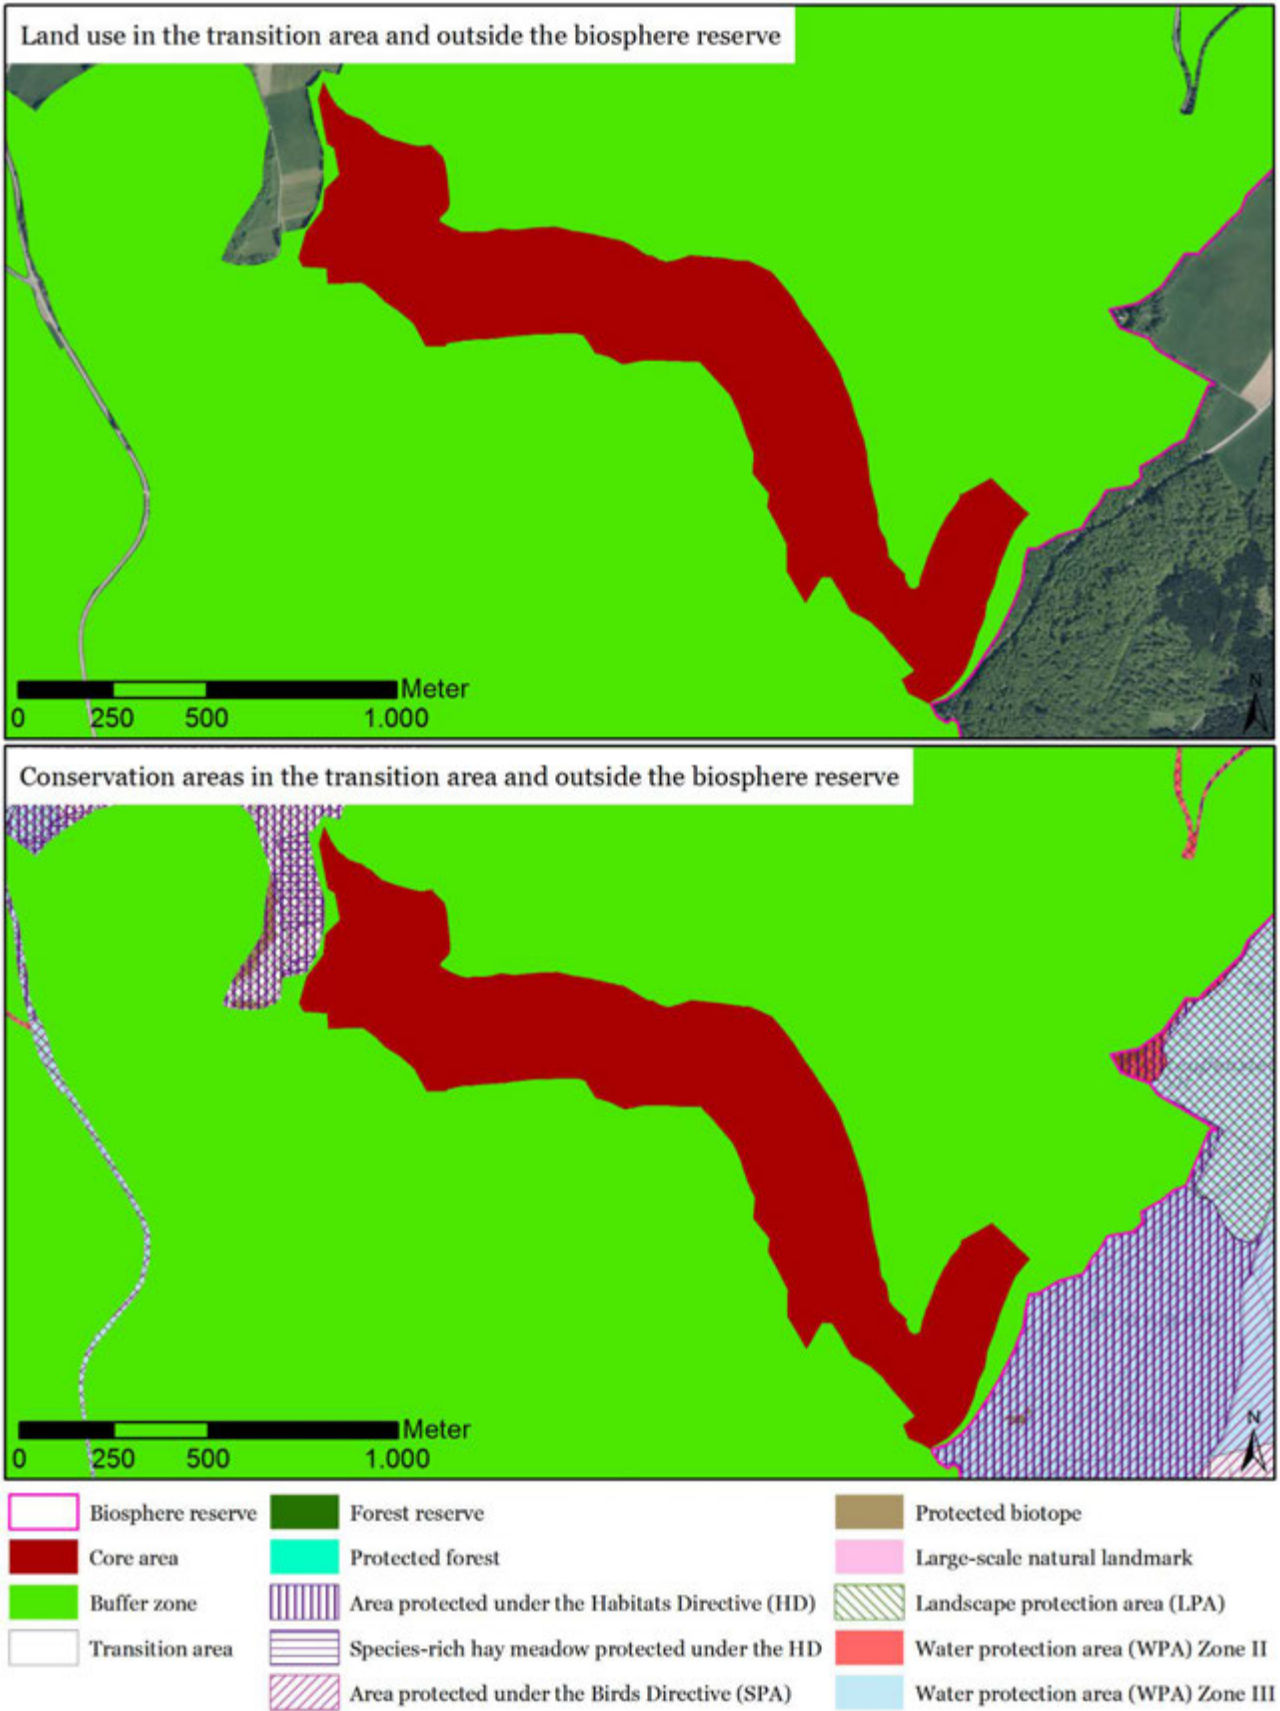 Land use in the transition area and outside the biosphere reserve
N
Meter
0 250 500 1.000
Conservation areas in the transition area and outside the biosphere reserve
N
Meter
0 250 500 1.000
Biosphere reserve Forest reserve Protected biotope
Core area Protected forest Large-scale natural landmark
Buffer zone Area protected under the Habitats Directive (HD) Landscape protection area (LPA)
Transition area Species-rich hay meadow protected under the HD Water protection area (WPA) Zone II
Area protected under the Birds Directive (SPA) Water protection area (WPA) Zone III